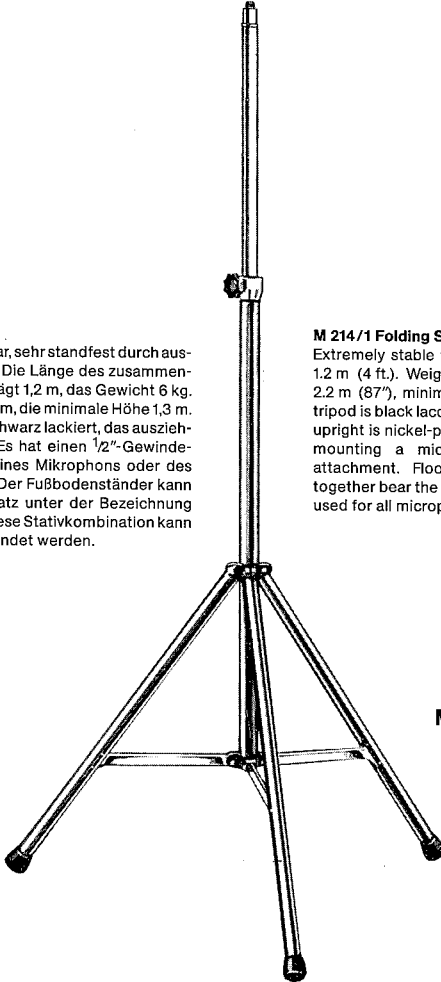 ar, sehr standfest durch aus-
Die Länge des zusammen-
ägt 1,2 m, das Gewicht 6 kg.
m, die minimale Höhe 1,3 m.
chwarz lackiert, das auszieh-
Es hat einen 1/2"-Gewinde-
ines Mikrophons oder des
Der Fußbodenständer kann
atz unter der Bezeichnung
ese Stativkombination kann
ndet werden.
M 214/1 Folding S
Extremely stable
1.2 m (4 ft.). Weig
2.2 m (87"), minim
tripod is black lacc
upright is nickel-p
mounting a mic
attachment. Floo
together bear the
used for all microp
M